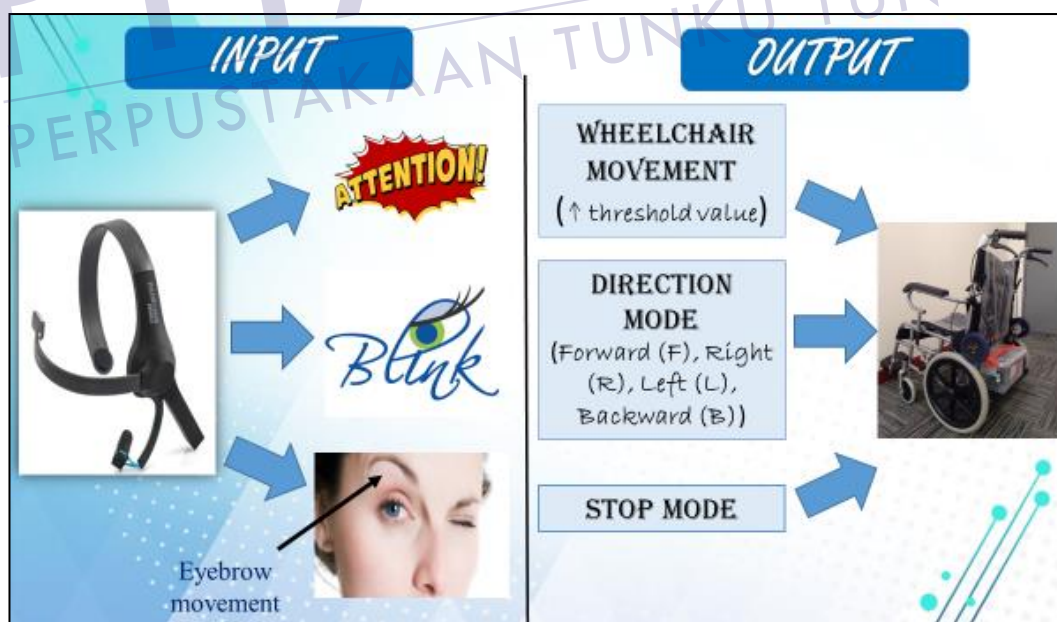 PERPUSTAKAAN TUNKU TUN
INPUT
OUTPUT
ATTENTION!
Blink
Eyebrow
movement
WHEELCHAIR
MOVEMENT
(↑ threshold value)
DIRECTION
MODE
(Forward (F), Right
(R), Left (L),
Backward (B))
STOP MODE